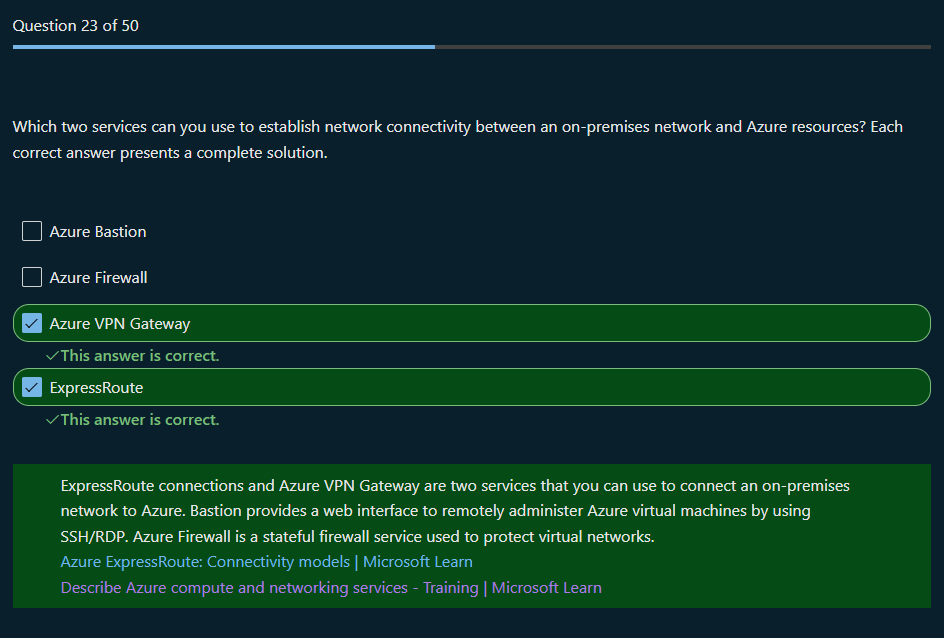 Question 23 of 50
Which two services can you use to establish network connectivity between an on-premises network and Azure resources? Each
correct answer presents a complete solution.
Azure Bastion
Azure Firewall
Azure VPN Gateway
This answer is correct.
ExpressRoute
This answer is correct.
ExpressRoute connections and Azure VPN Gateway are two services that you can use to connect an on-premises
network to Azure. Bastion provides a web interface to remotely administer Azure virtual machines by using
SSH/RDP. Azure Firewall is a stateful firewall service used to protect virtual networks.
Azure ExpressRoute: Connectivity models | Microsoft Learn
Describe Azure compute and networking services - Training | Microsoft Learn